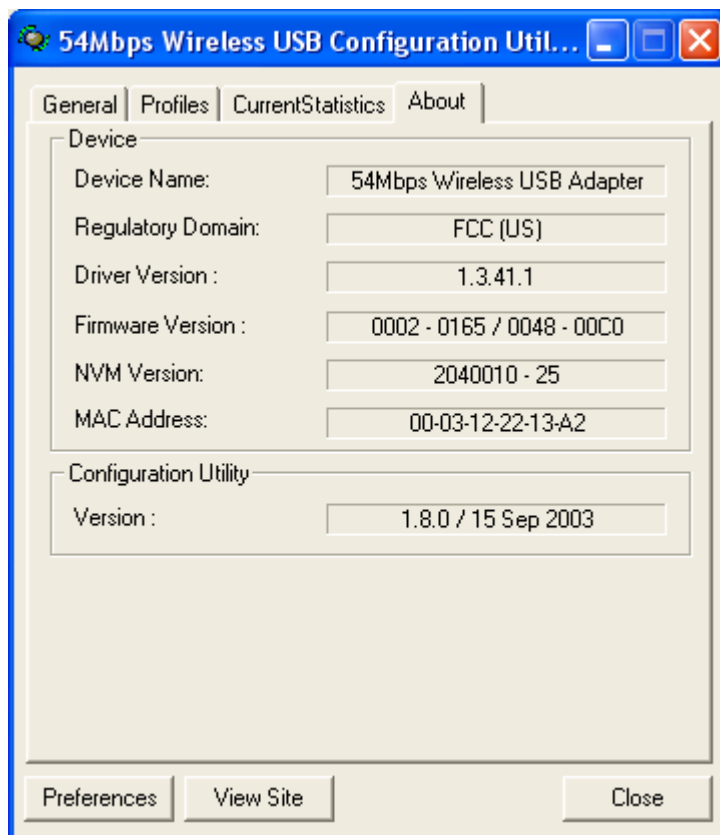 54Mbps Wireless USB Configuration Util...
General Profiles CurrentStatistics About
Device
Device Name: 54Mbps Wireless USB Adapter
Regulatory Domain: FCC (US)
Driver Version : 1.3.41.1
Firmware Version : 0002 - 0165 / 0048 - 00C0
NVM Version: 2040010 - 25
MAC Address: 00-03-12-22-13-A2
Configuration Utility
Version : 1.8.0 / 15 Sep 2003
Preferences View Site Close